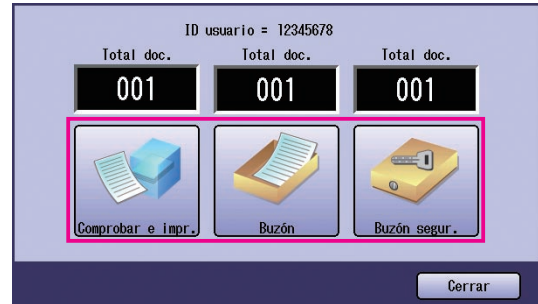 ID usuario = 12345678
Total doc. Total doc. Total doc.
001 001 001
Comprobar e impr. Buzón Buzón segur.
Cerrar